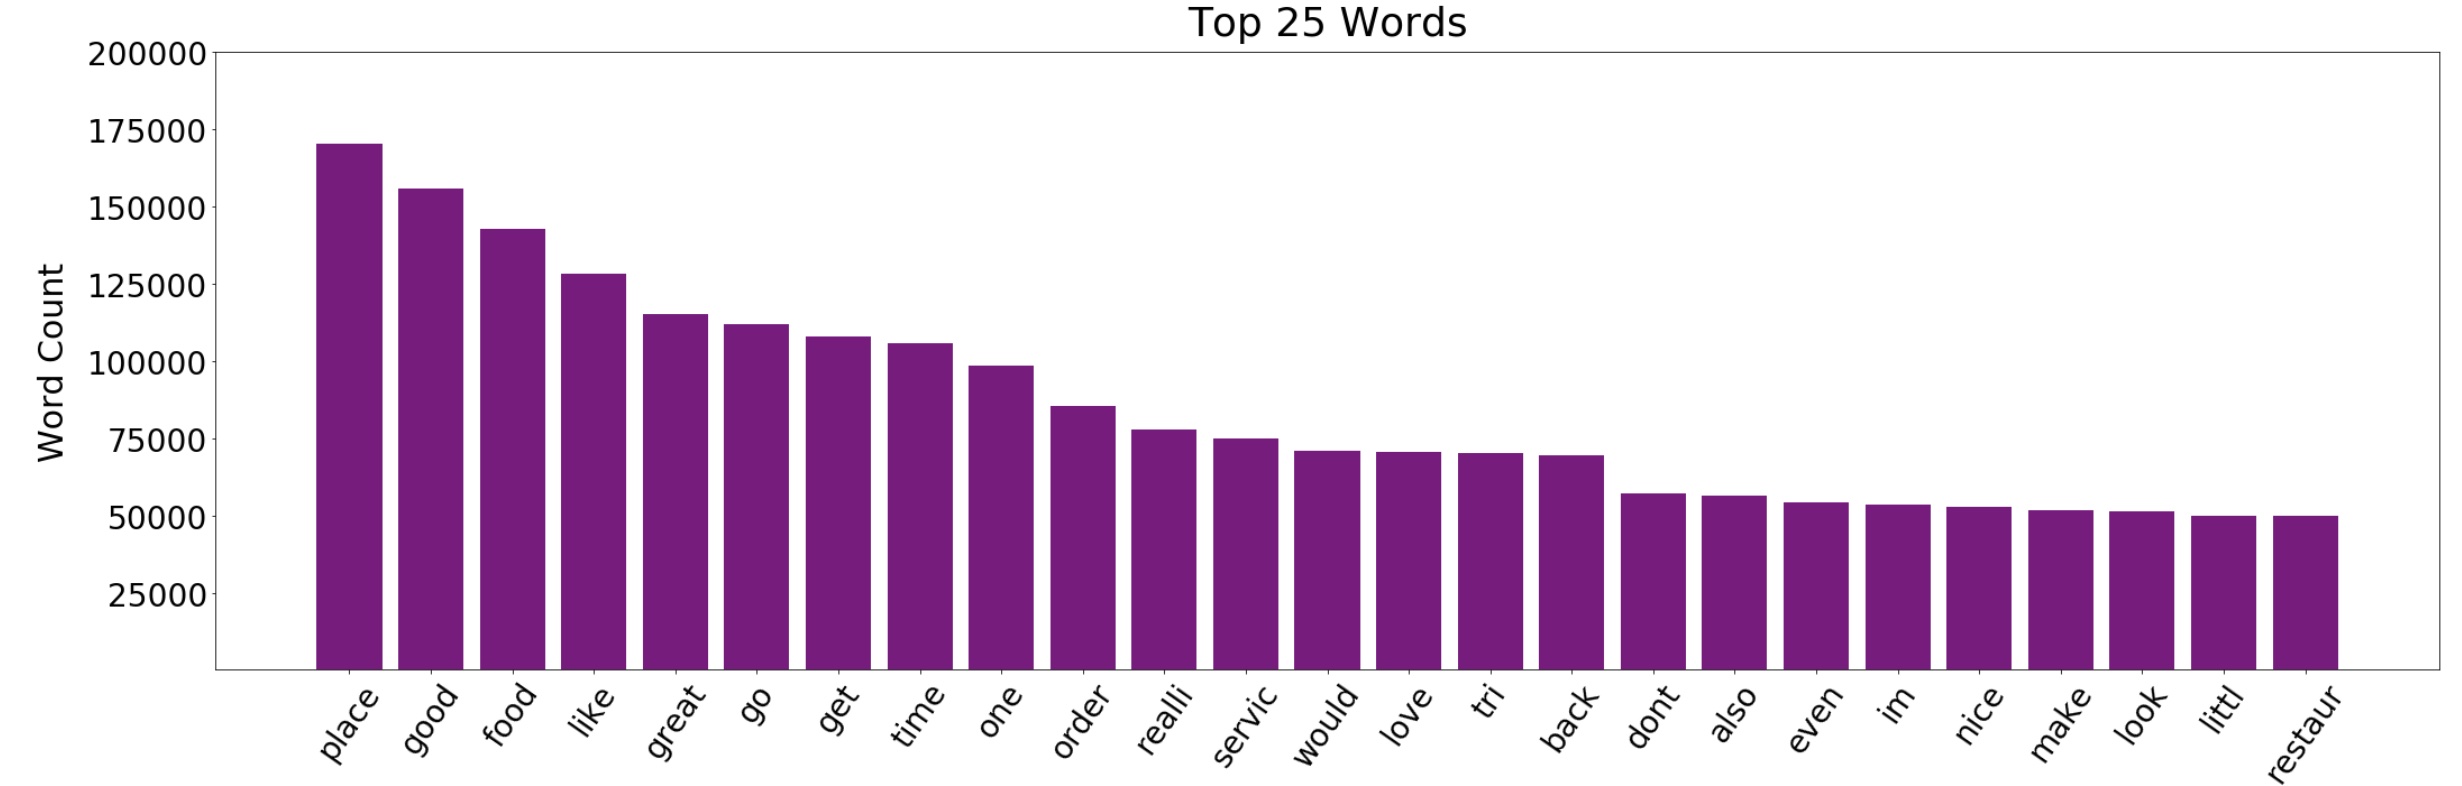 Top 25 Words
Word Count
200000
175000
150000
125000
100000
75000
50000
25000
place
good
food
like
great
go
get
time
one
order
realli
servic
would
love
tri
back
dont
also
even
im
nice
make
look
littl
restaur